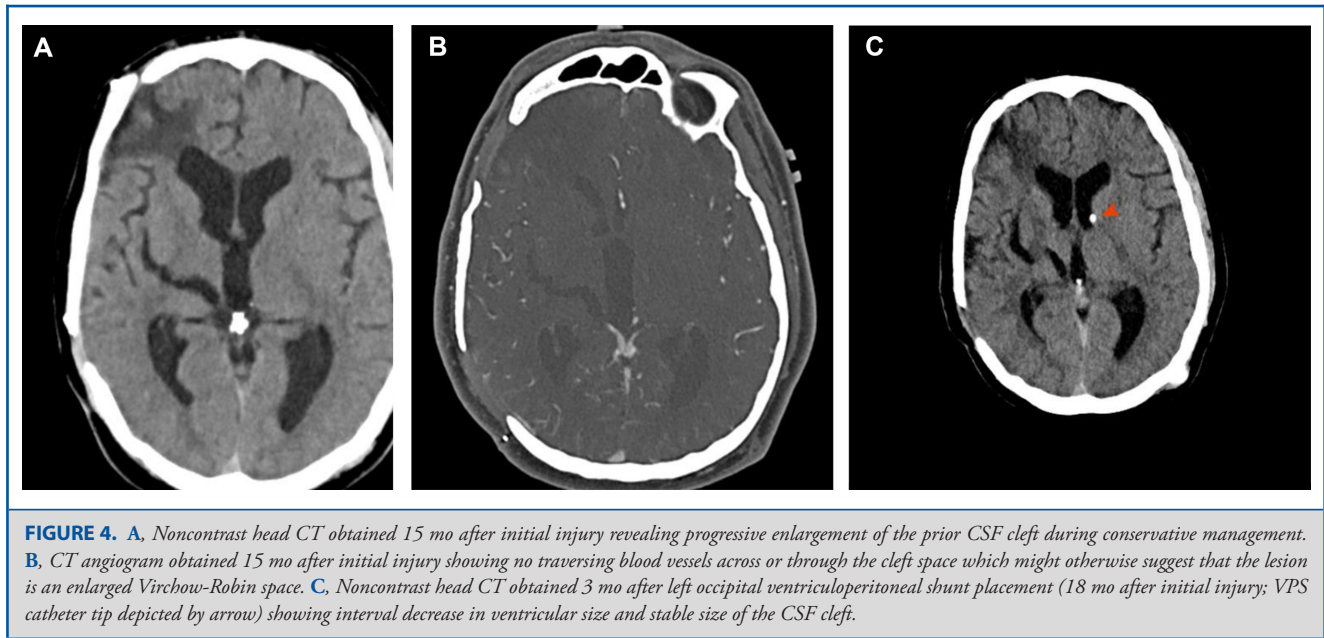 A
B
C
FIGURE 4. A, Noncontrast head CT obtained 15 mo after initial injury revealing progressive enlargement of the prior CSF cleft during conservative management.
B, CT angiogram obtained 15 mo after initial injury showing no traversing blood vessels across or through the cleft space which might otherwise suggest that the lesion
is an enlarged Virchow-Robin space. C, Noncontrast head CT obtained 3 mo after left occipital ventriculoperitoneal shunt placement (18 mo after initial injury; VPS
catheter tip depicted by arrow) showing interval decrease in ventricular size and stable size of the CSF cleft.